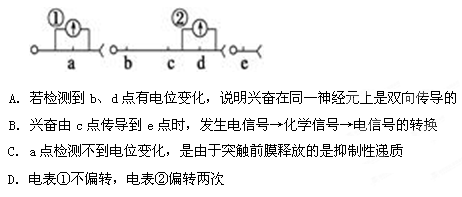 ① ②
a b c d e
A. 若检测到 b、d 点有电位变化，说明兴奋在同一神经元上是双向传导的
B. 兴奋由 c 点传导到 e 点时，发生电信号→化学信号→电信号的转换
C. a 点检测不到电位变化，是由于突触前膜释放的是抑制性递质
D. 电表①不偏转，电表②偏转两次